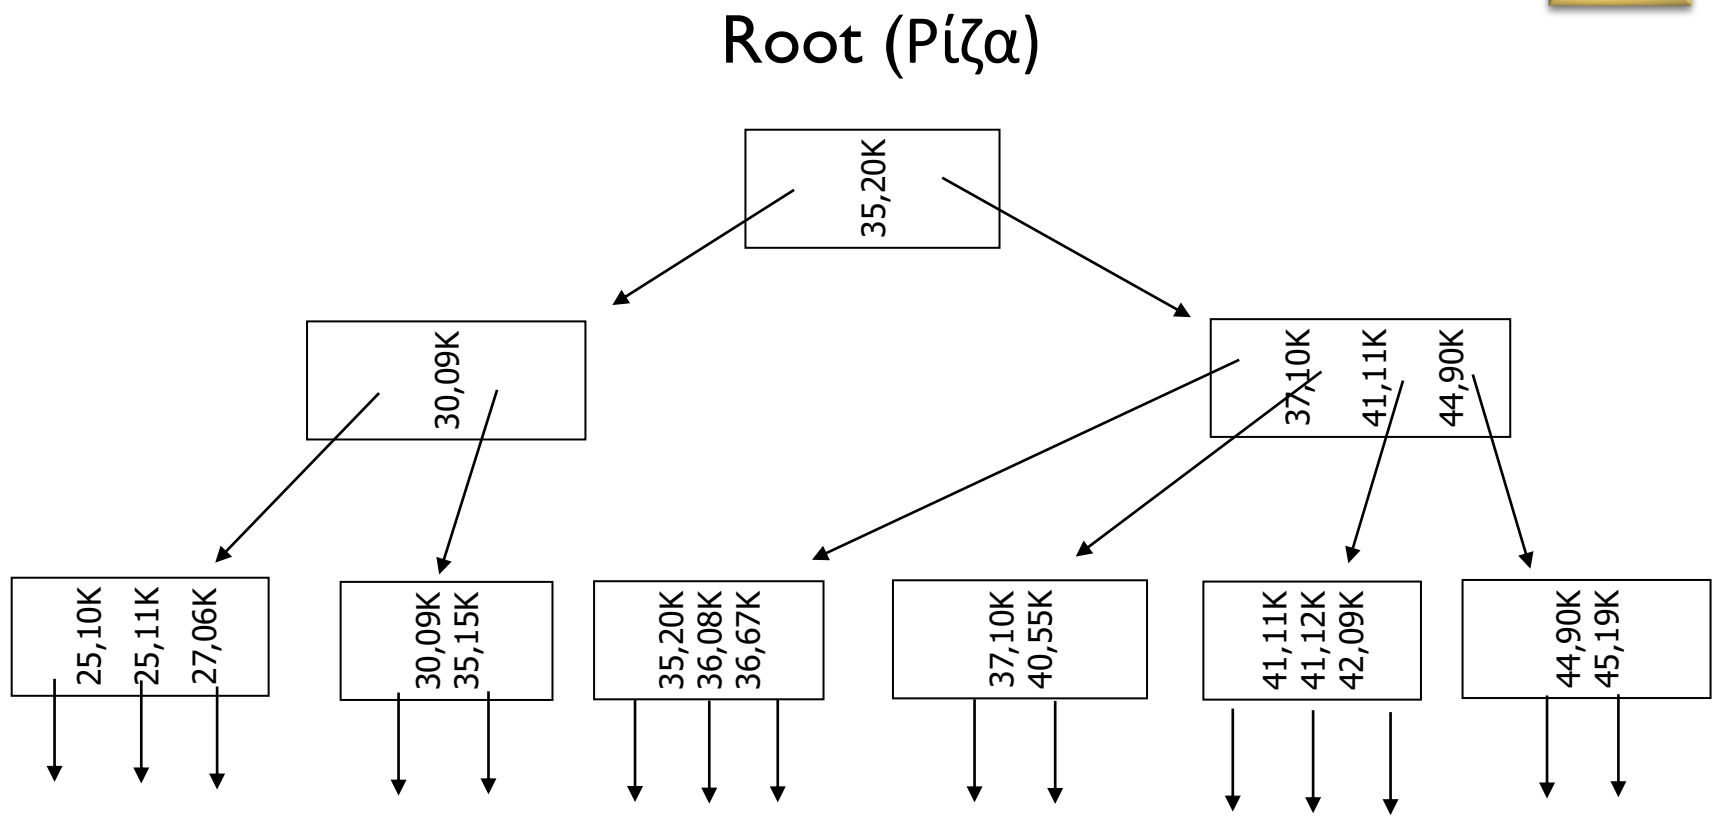 Root (Ρίζα)
35,20K
30,09K
37,10K
41,11K
44,90K
25,10K
25,11K
27,06K
30,09K
35,15K
35,20K
36,08K
36,67K
37,10K
40,55K
41,11K
41,12K
42,09K
44,90K
45,19K